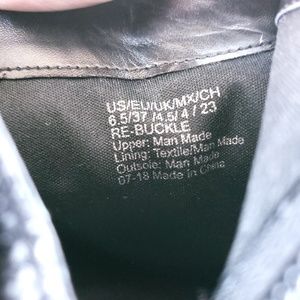 US/EU/UK/MX/CH
6.5/37 /4.5/ 4 / 23
RE-BUCKLE
Upper: Man Made
Lining: Textile/Man Made
Outsole: Man Made
07-18 Made in China